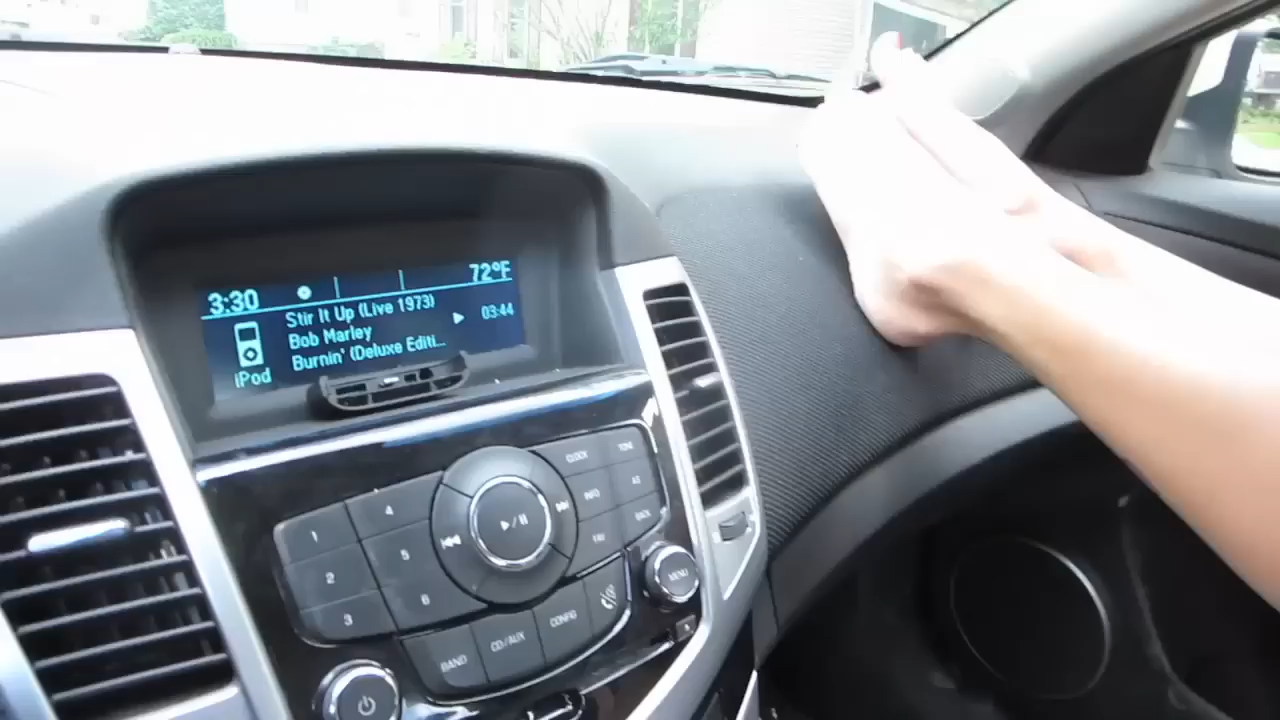 3:30
72°F
Stir It Up (Live 1973)
03:44
Bob Marley
Burnin' (Deluxe Editi...
iPod
1
4
2
5
3
6
CLOCK
TONE
INFO
AS
FAV
BACK
MENU
BAND
CD/AUX
CONFIG